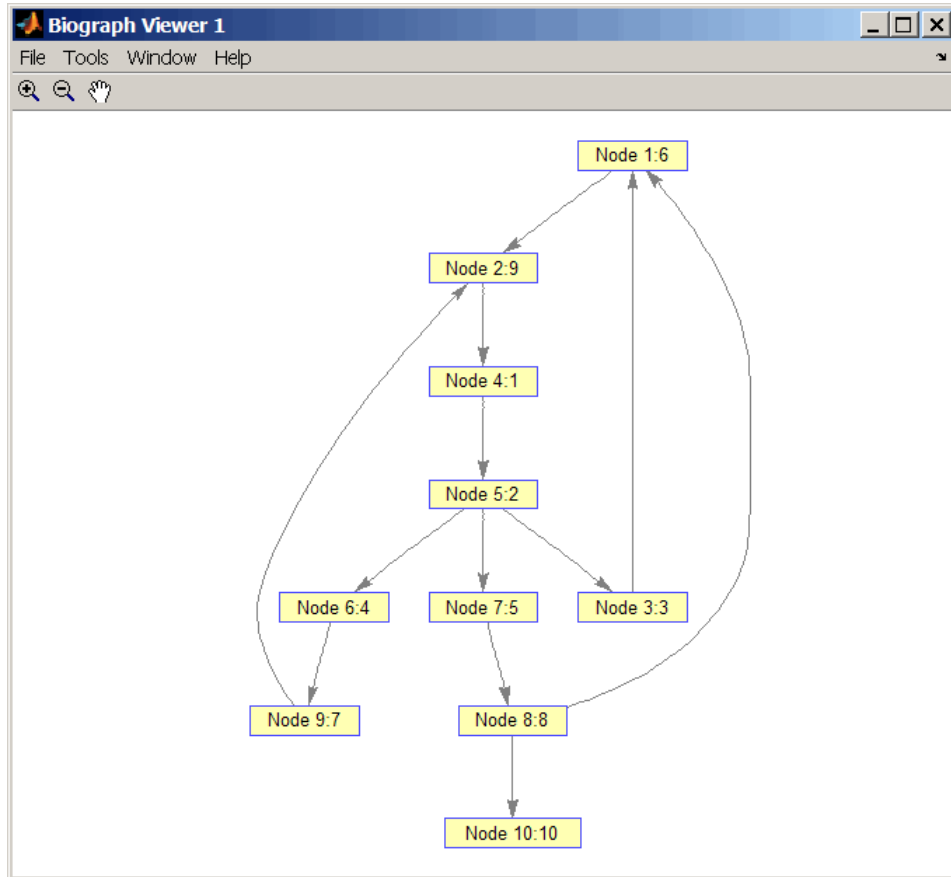 Biograph Viewer 1
File Tools Window Help
Node 1:6
Node 2:9
Node 4:1
Node 5:2
Node 6:4 Node 7:5 Node 3:3
Node 9:7 Node 8:8
Node 10:10